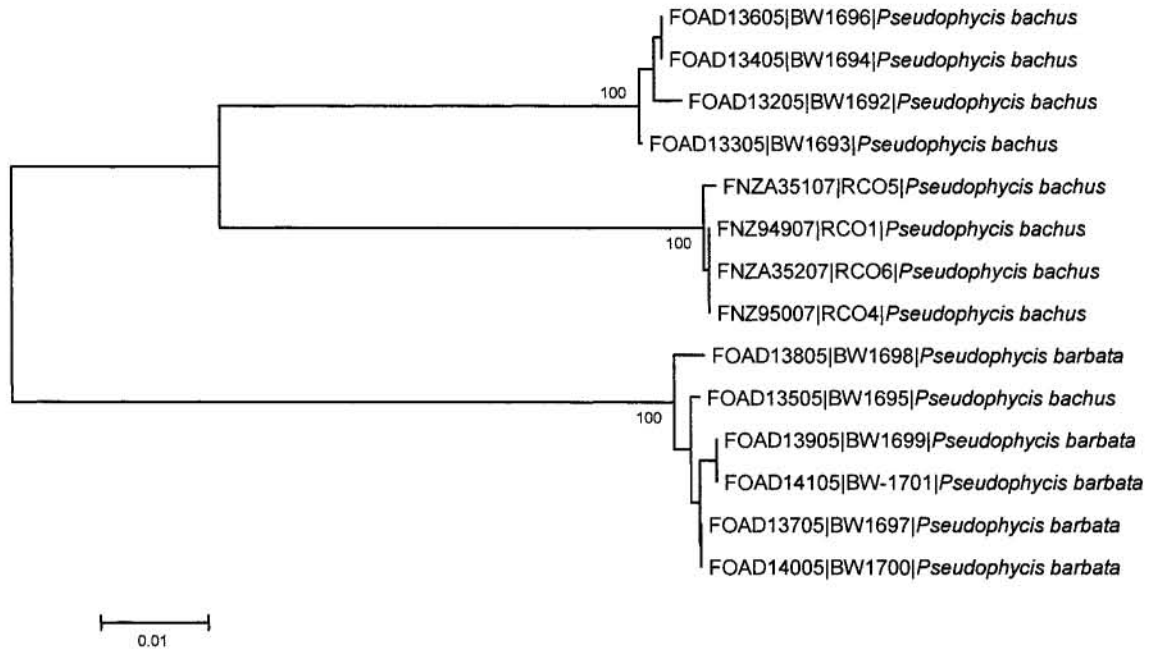 FOAD13605|BW1696|Pseudophycis bachus
FOAD13405|BW1694|Pseudophycis bachus
100
FOAD13205|BW1692|Pseudophycis bachus
FOAD13305|BW1693|Pseudophycis bachus
FNZA35107|RCO5|Pseudophycis bachus
FNZ94907|RCO1|Pseudophycis bachus
100
FNZA35207|RCO6|Pseudophycis bachus
FNZ95007|RCO4|Pseudophycis bachus
FOAD13805|BW1698|Pseudophycis barbata
FOAD13505|BW1695|Pseudophycis bachus
100
FOAD13905|BW1699|Pseudophycis barbata
FOAD14105|BW-1701|Pseudophycis barbata
FOAD13705|BW1697|Pseudophycis barbata
FOAD14005|BW1700|Pseudophycis barbata
0.01